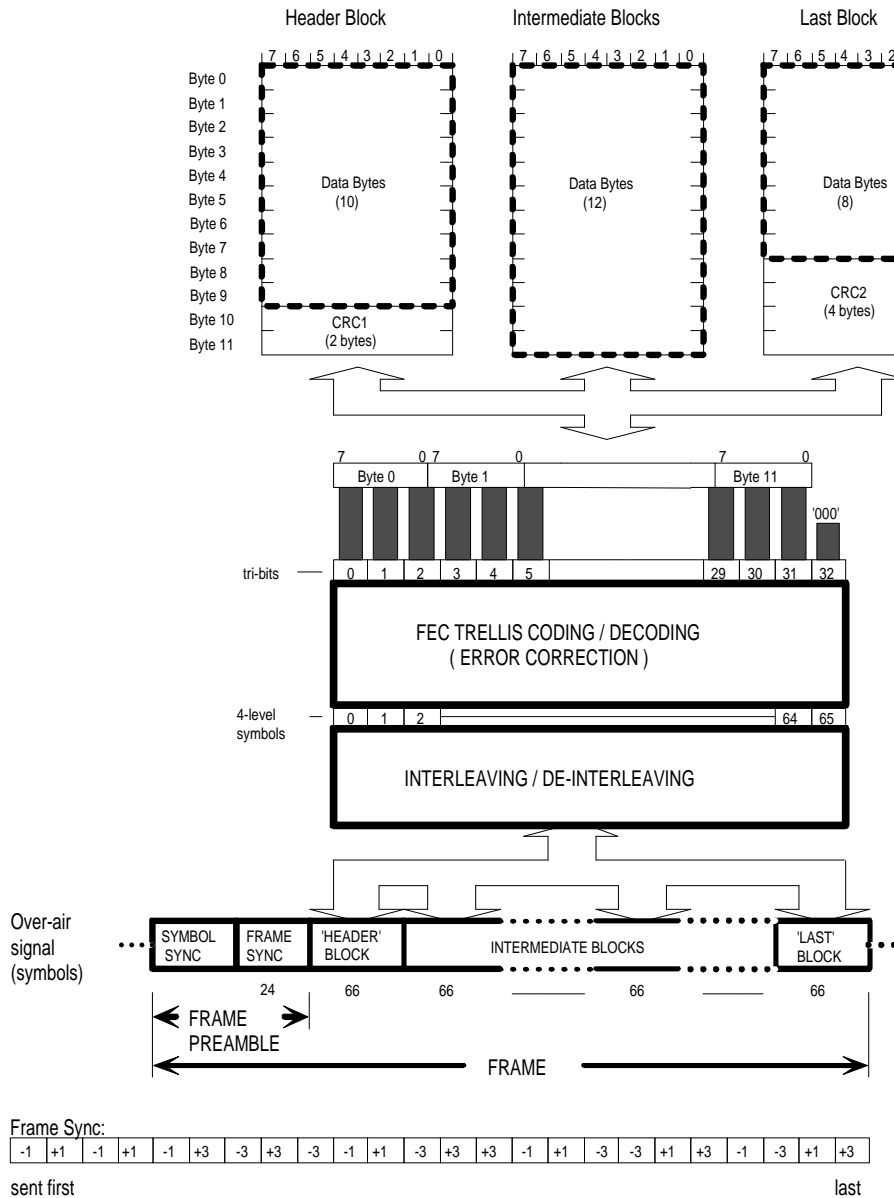 Header Block Intermediate Blocks Last Block
7 6 5 4 3 2 1 0 7 6 5 4 3 2 1 0 7 6 5 4 3 2
Byte 0
Byte 1
Byte 2
Byte 3
Byte 4
Byte 5
Byte 6
Byte 7
Byte 8
Byte 9
Byte 10
Byte 11
Data Bytes
(10)
CRC1
(2 bytes)
Data Bytes
(12)
Data Bytes
(8)
CRC2
(4 bytes)
7 0 7 0 7 0
Byte 0 Byte 1 Byte 11
'000'
tri-bits 0 1 2 3 4 5 29 30 31 32
FEC TRELLIS CODING / DECODING
( ERROR CORRECTION )
4-level
symbols
0 1 2 64 65
INTERLEAVING / DE-INTERLEAVING
Over-air
signal
(symbols)
SYMBOL
SYNC
FRAME
SYNC
'HEADER'
BLOCK
INTERMEDIATE BLOCKS
'LAST'
BLOCK
24 66 66 66 66
FRAME
PREAMBLE
FRAME
Frame Sync:
-1 +1 -1 +1 -1 +3 -3 +3 -3 -1 +1 -3 +3 +3 -1 +1 -3 -3 +1 +3 -1 -3 +1 +3
sent first last